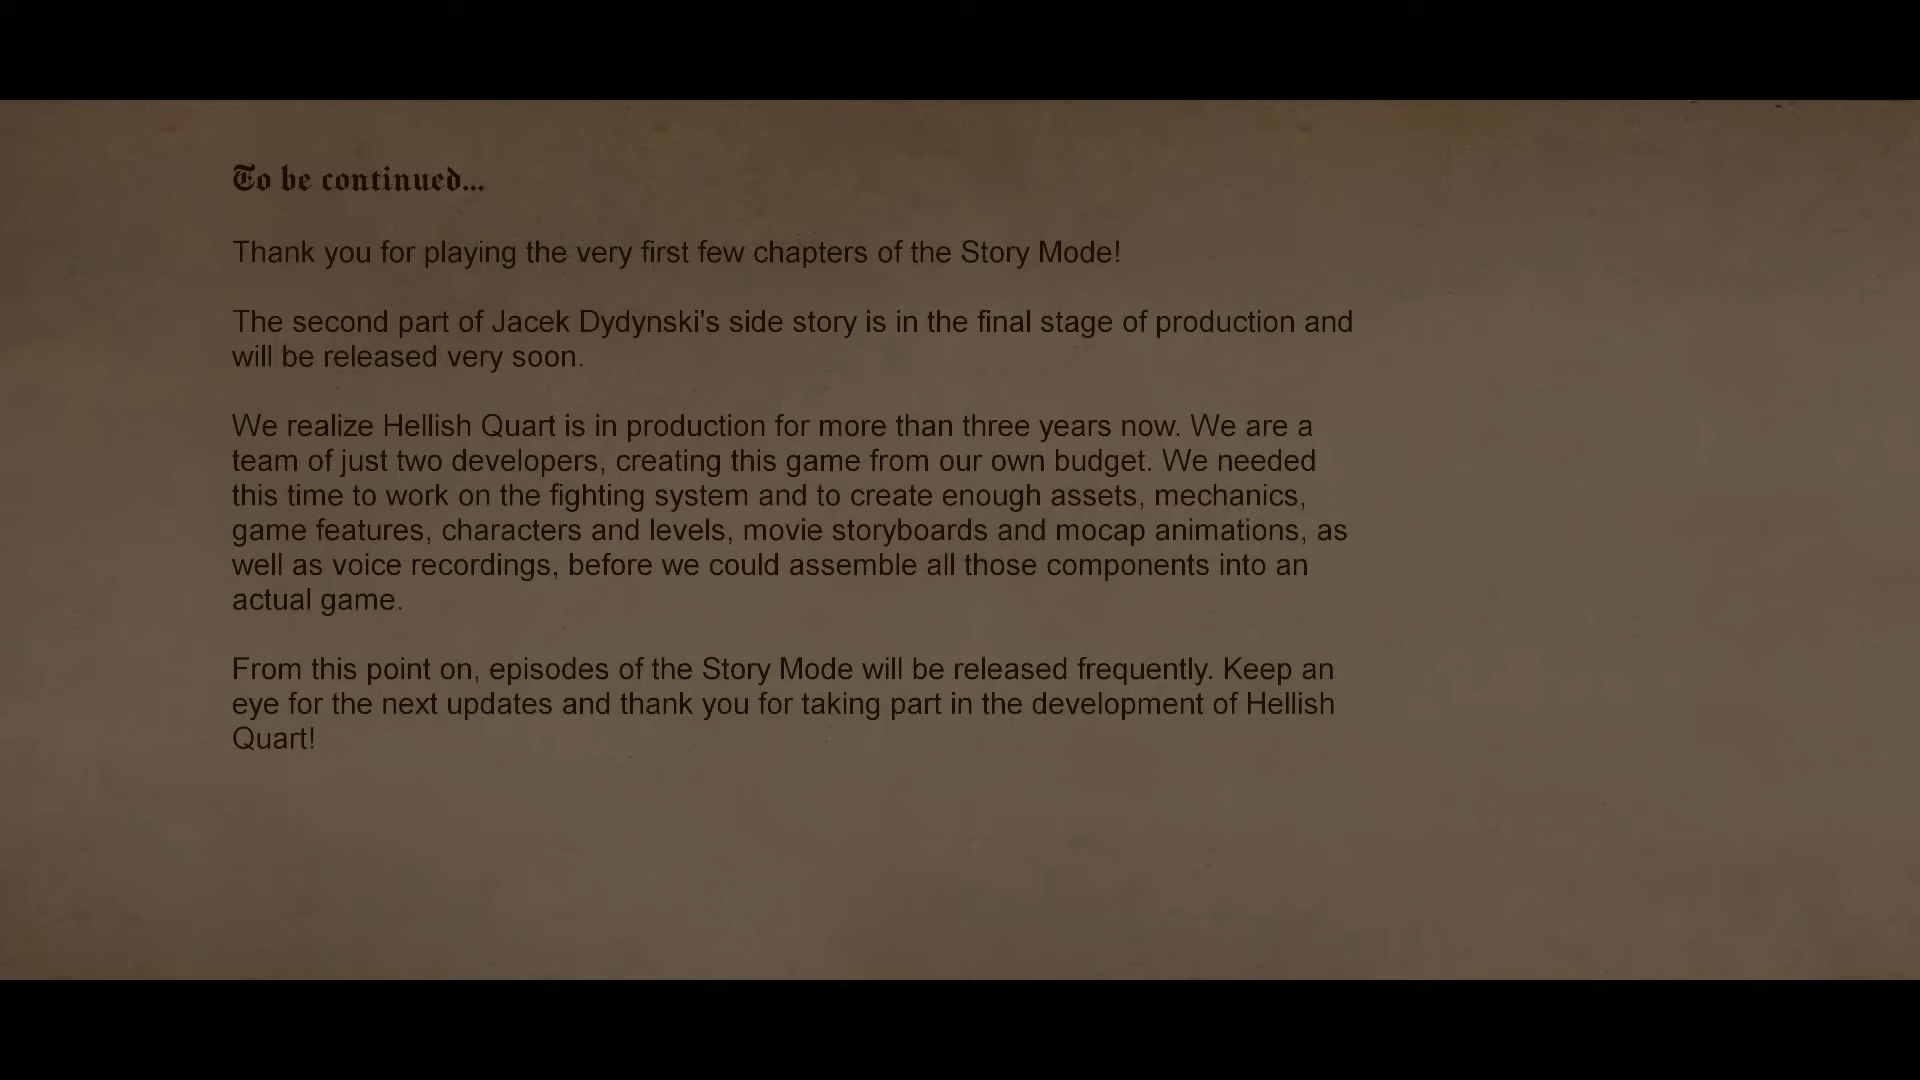 To be continued...
Thank you for playing the very first few chapters of the Story Mode!
The second part of Jacek Dydynski's side story is in the final stage of production and
will be released very soon.
We realize Hellish Quart is in production for more than three years now. We are a
team of just two developers, creating this game from our own budget. We needed
this time to work on the fighting system and to create enough assets, mechanics,
game features, characters and levels, movie storyboards and mocap animations, as
well as voice recordings, before we could assemble all those components into an
actual game.
From this point on, episodes of the Story Mode will be released frequently. Keep an
eye for the next updates and thank you for taking part in the development of Hellish
Quart!